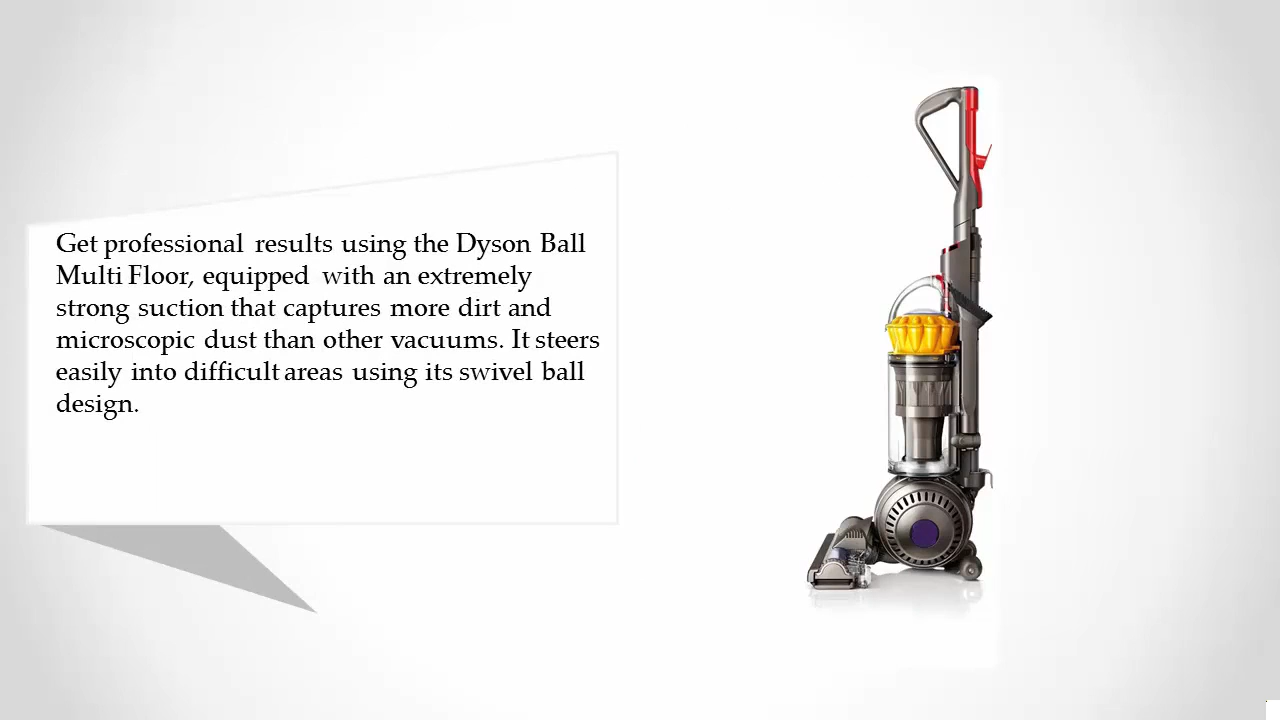 Get professional results using the Dyson Ball
Multi Floor, equipped with an extremely
strong suction that captures more dirt and
microscopic dust than other vacuums. It steers
easily into difficult areas using its swivel ball
design.